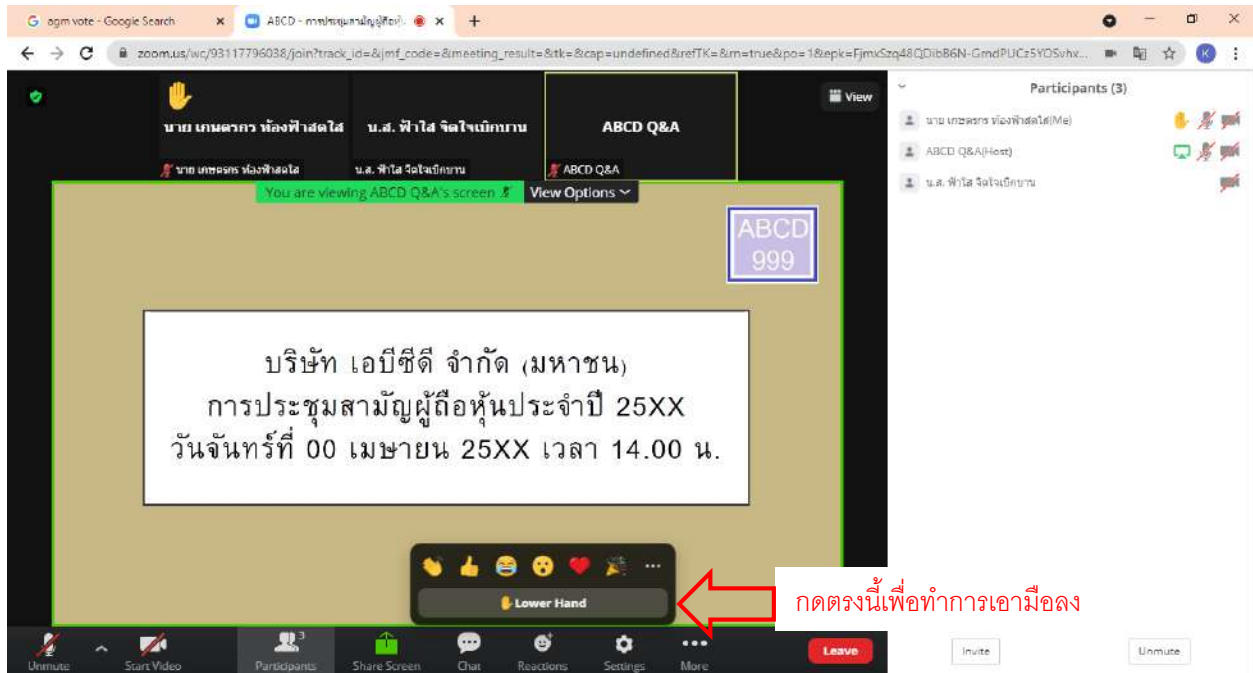 agm vote - Google Search
ABCD - การประชุมสามัญผู้ถือหุ้
zoom.us/wc/93117796038/join?track_id=&jmf_code=&meeting_result=&tk=&cap=undefined&refTK=&rn=true&po=1&epk=FjmxSzq48QDibB6N-GmdPUCz5YOSvhx...
K
View
นาย เกษตรกร ท้องฟ้าสดใส
น.ส. ฟ้าใส จิตใจเบิกบาน
ABCD Q&A
นาย เกษตรกร ท้องฟ้าสดใส
น.ส. ฟ้าใส จิตใจเบิกบาน
ABCD Q&A
You are viewing ABCD Q&A's screen
View Options
Participants (3)
นาย เกษตรกร ท้องฟ้าสดใส(Me)
ABCD Q&A(Host)
น.ส. ฟ้าใส จิตใจเบิกบาน
ABCD
999
บริษัท เอบีซีดี จำกัด (มหาชน)
การประชุมสามัญผู้ถือหุ้นประจำปี 25XX
วันจันทร์ที่ 00 เมษายน 25XX เวลา 14.00 น.
Lower Hand
กดตรงนี้เพื่อทำการเอามือลง
Unmute
Start Video
3
Participants
Share Screen
Chat
Reactions
Settings
More
Leave
Invite
Unmute